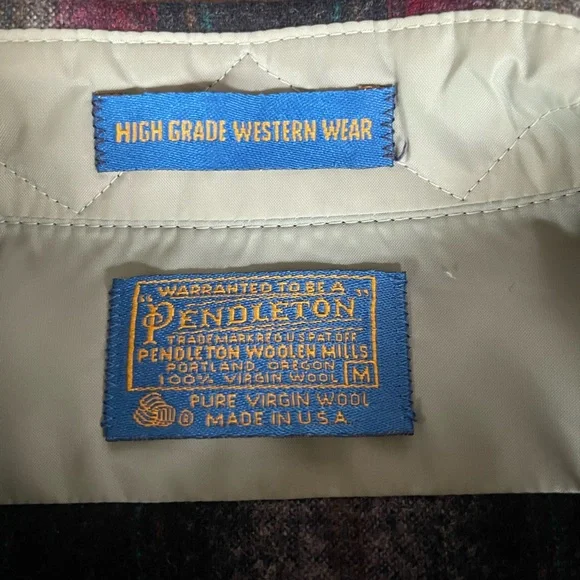 HIGH GRADE WESTERN WEAR
WARRANTED TO BE A
"PENDLETON"
TRADEMARK REG U.S. PAT. OFF.
PENDLETON WOOLEN MILLS
PORTLAND, OREGON
100% VIRGIN WOOL M
PURE VIRGIN WOOL
® MADE IN U.S.A.